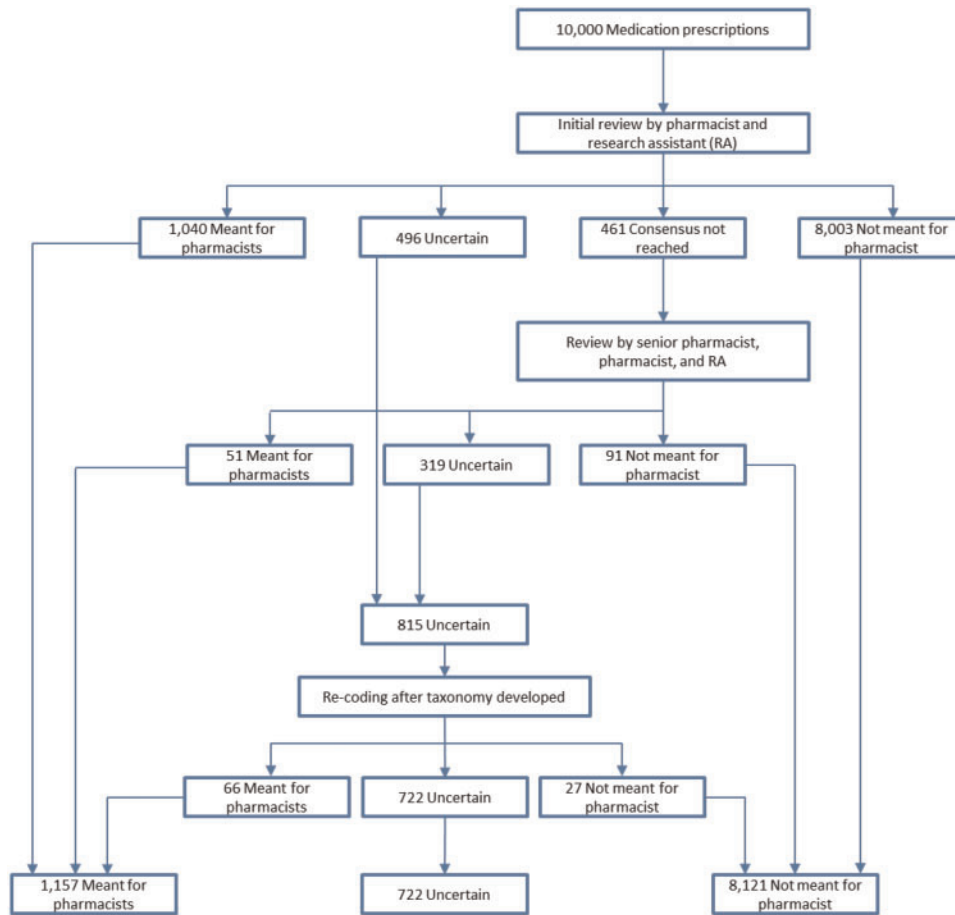 10,000 Medication prescriptions
Initial review by pharmacist and
research assistant (RA)
1,040 Meant for
pharmacists
496 Uncertain
461 Consensus not
reached
8,003 Not meant for
pharmacist
Review by senior pharmacist,
pharmacist, and RA
51 Meant for
pharmacists
319 Uncertain
91 Not meant for
pharmacist
815 Uncertain
Re-coding after taxonomy developed
66 Meant for
pharmacists
722 Uncertain
27 Not meant for
pharmacist
1,157 Meant for
pharmacists
722 Uncertain
8,121 Not meant for
pharmacist